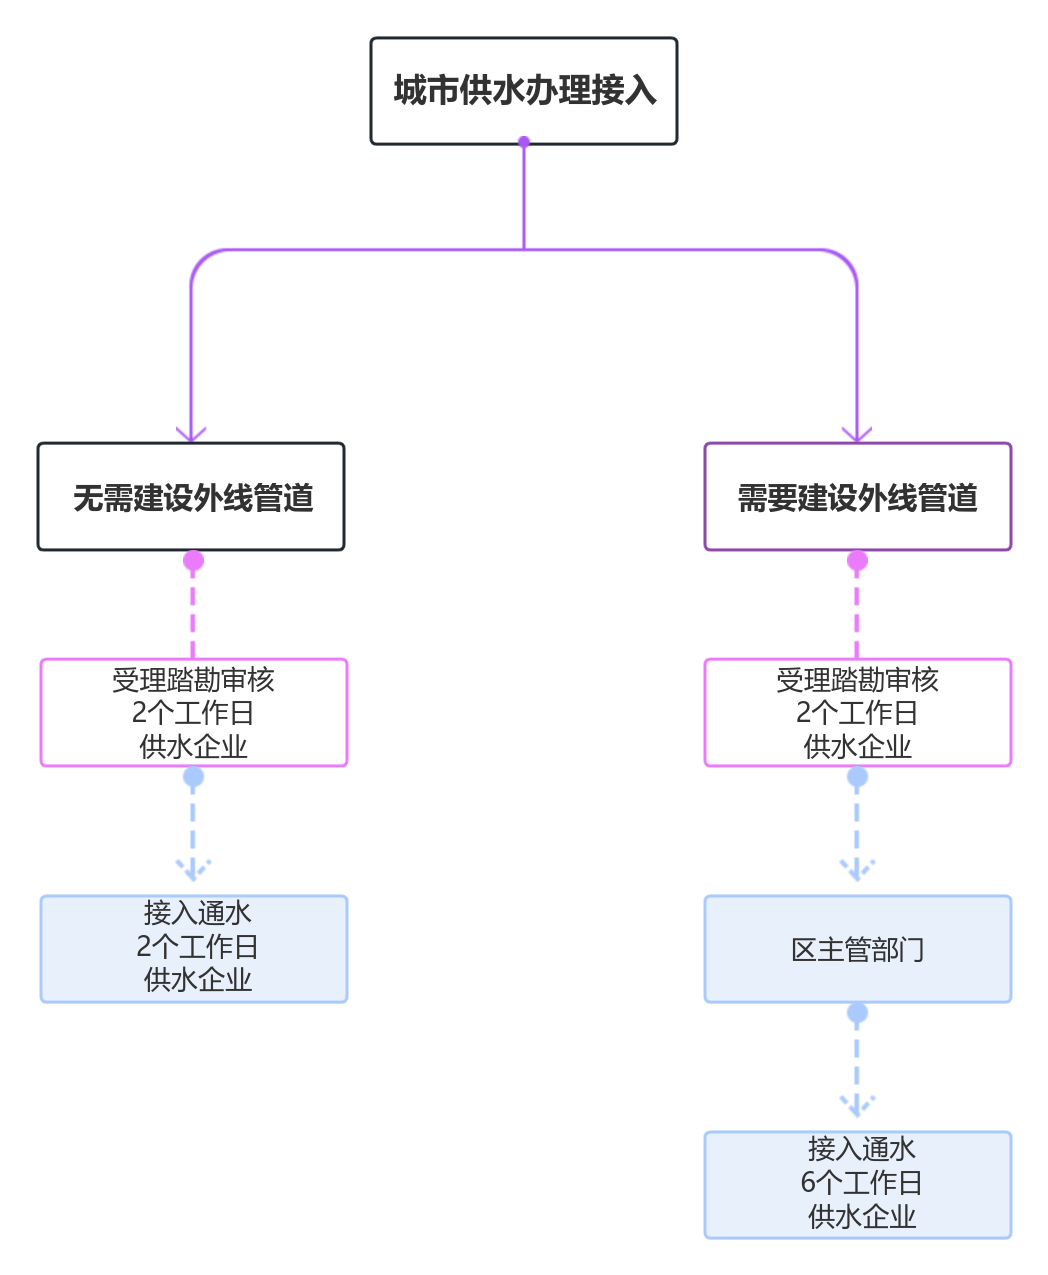 城市供水办理接入
无需建设外线管道
需要建设外线管道
受理踏勘审核
2个工作日
供水企业
受理踏勘审核
2个工作日
供水企业
接入通水
2个工作日
供水企业
区主管部门
接入通水
6个工作日
供水企业